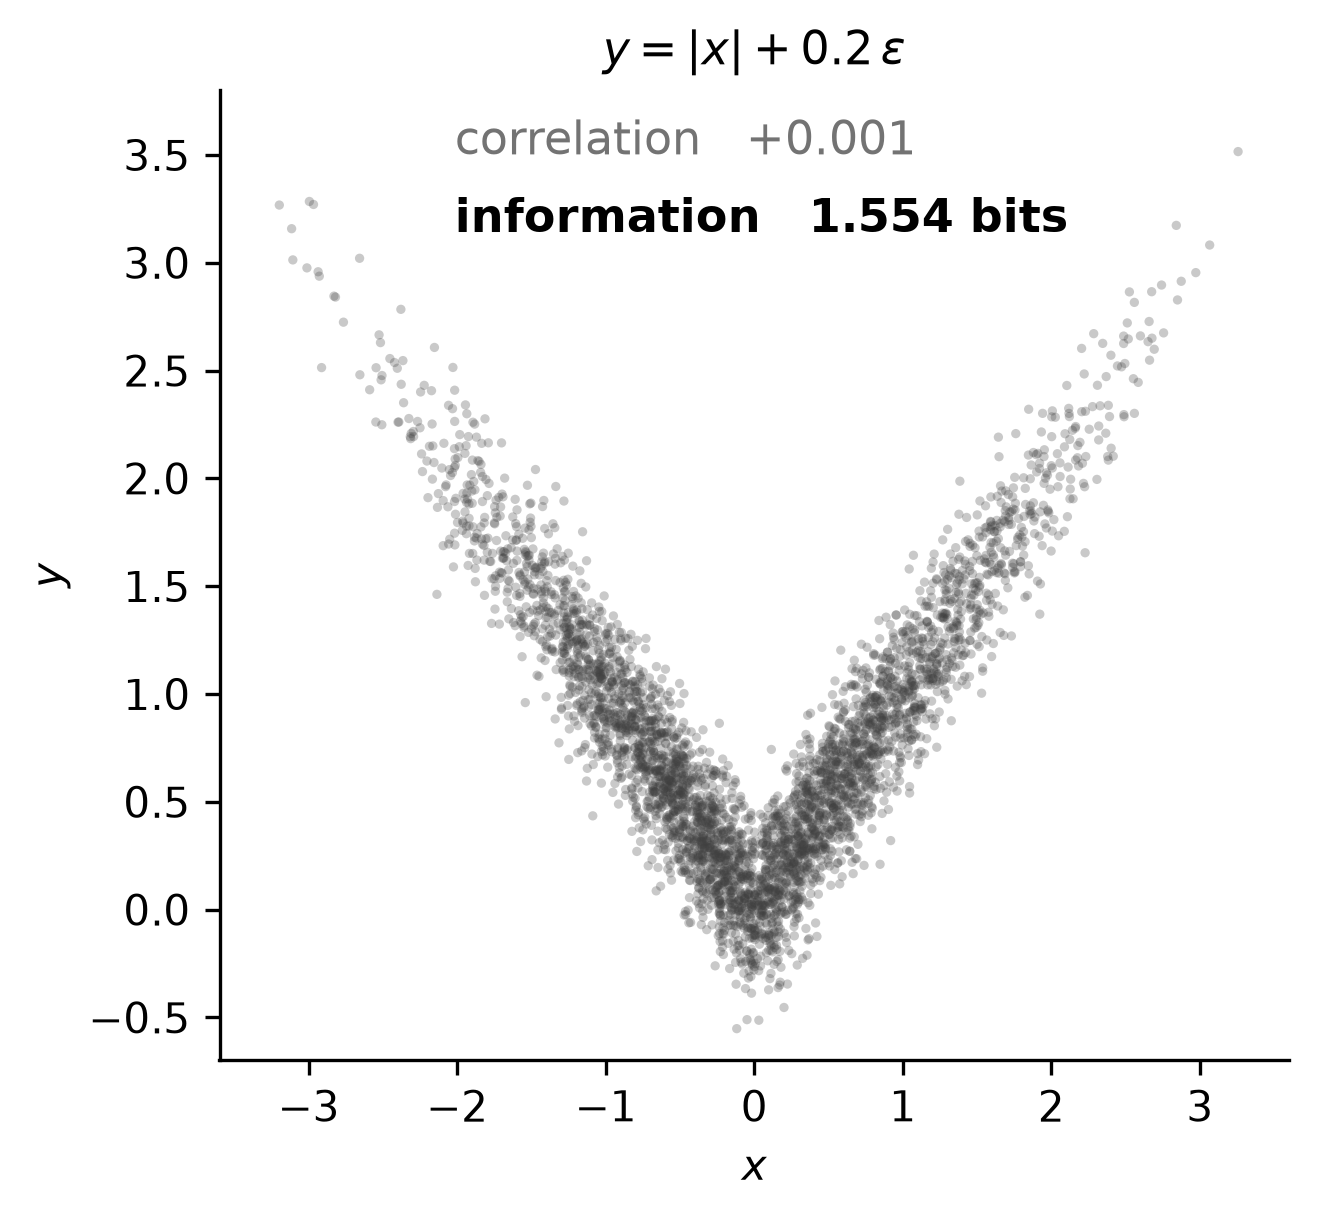 y = |x| + 0.2 ε
correlation +0.001
information 1.554 bits
3.5
3.0
2.5
2.0
1.5
1.0
0.5
0.0
−0.5
y
−3 −2 −1 0 1 2 3
x